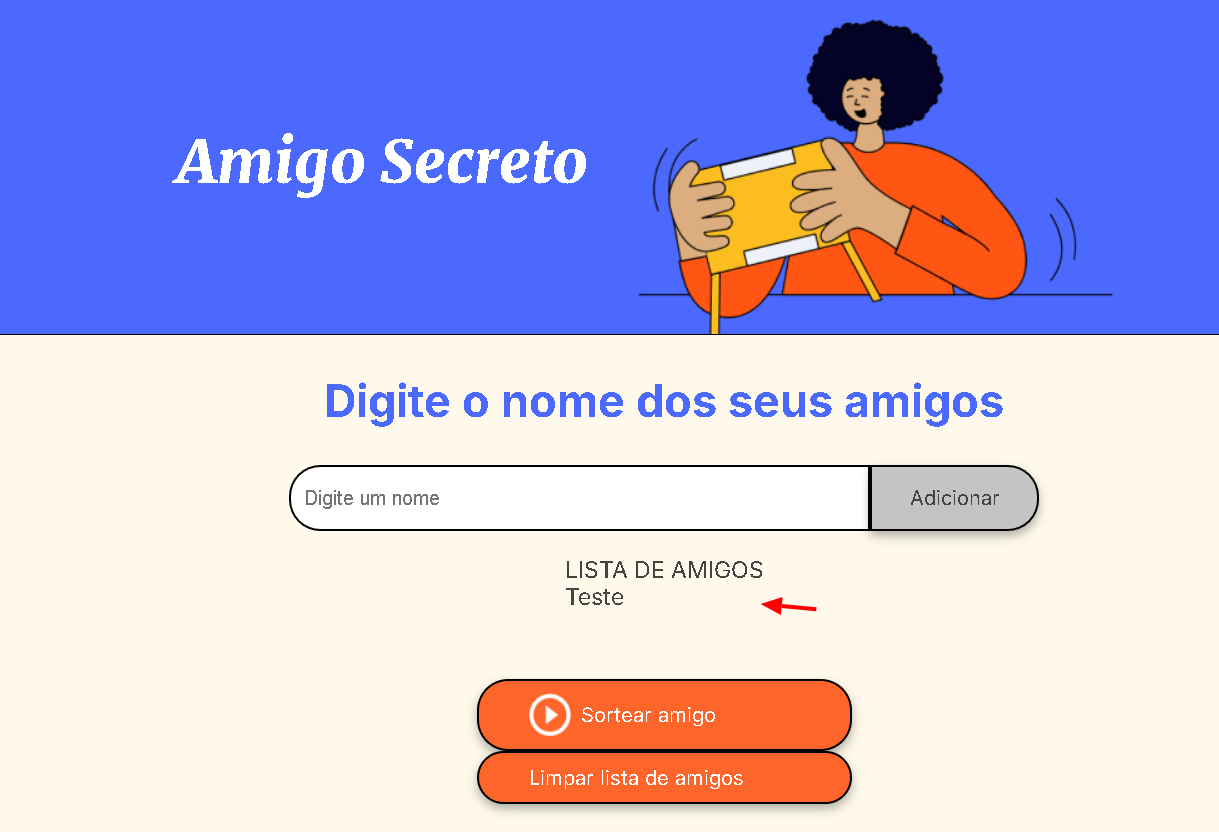 Amigo Secreto
Digite o nome dos seus amigos
Digite um nome
Adicionar
LISTA DE AMIGOS
Teste
Sortear amigo
Limpar lista de amigos